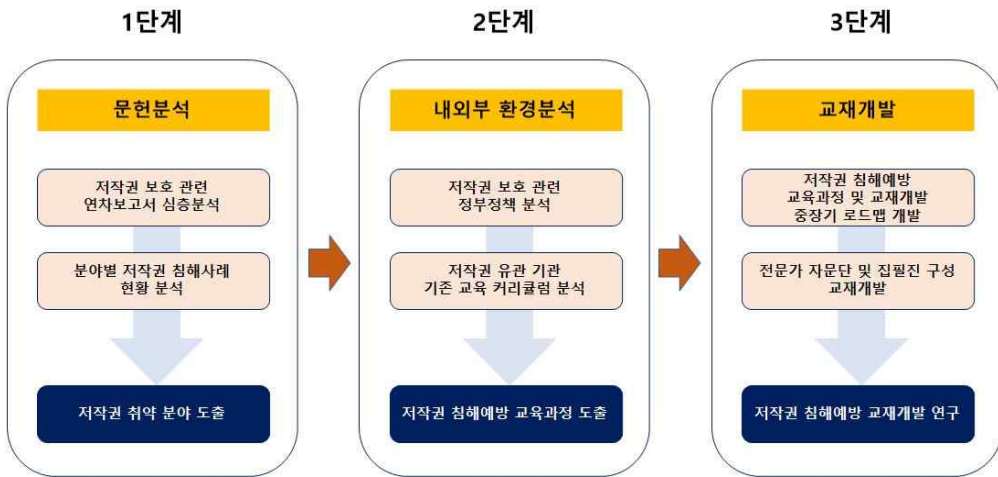 1단계
문헌분석
저작권 보호 관련
연차보고서 심층분석
분야별 저작권 침해사례
현황 분석
저작권 취약 분야 도출
2단계
내외부 환경분석
저작권 보호 관련
정부정책 분석
저작권 유관 기관
기존 교육 커리큘럼 분석
저작권 침해예방 교육과정 도출
3단계
교재개발
저작권 침해예방
교육과정 및 교재개발
중장기 로드맵 개발
전문가 자문단 및 집필진 구성
교재개발
저작권 침해예방 교재개발 연구